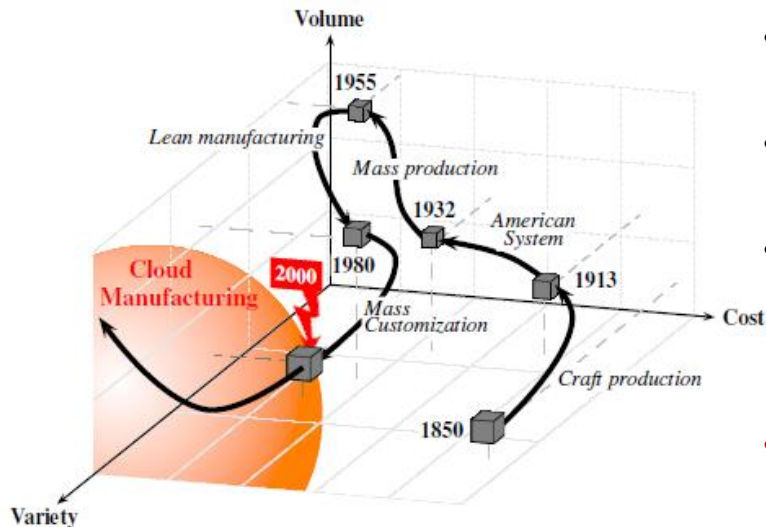 Volume
1955
Lean manufacturing
Mass production
1932
American
System
1980
1913
2000
Cloud
Manufacturing
Mass
Customization
Cost
Craft production
1850
Variety